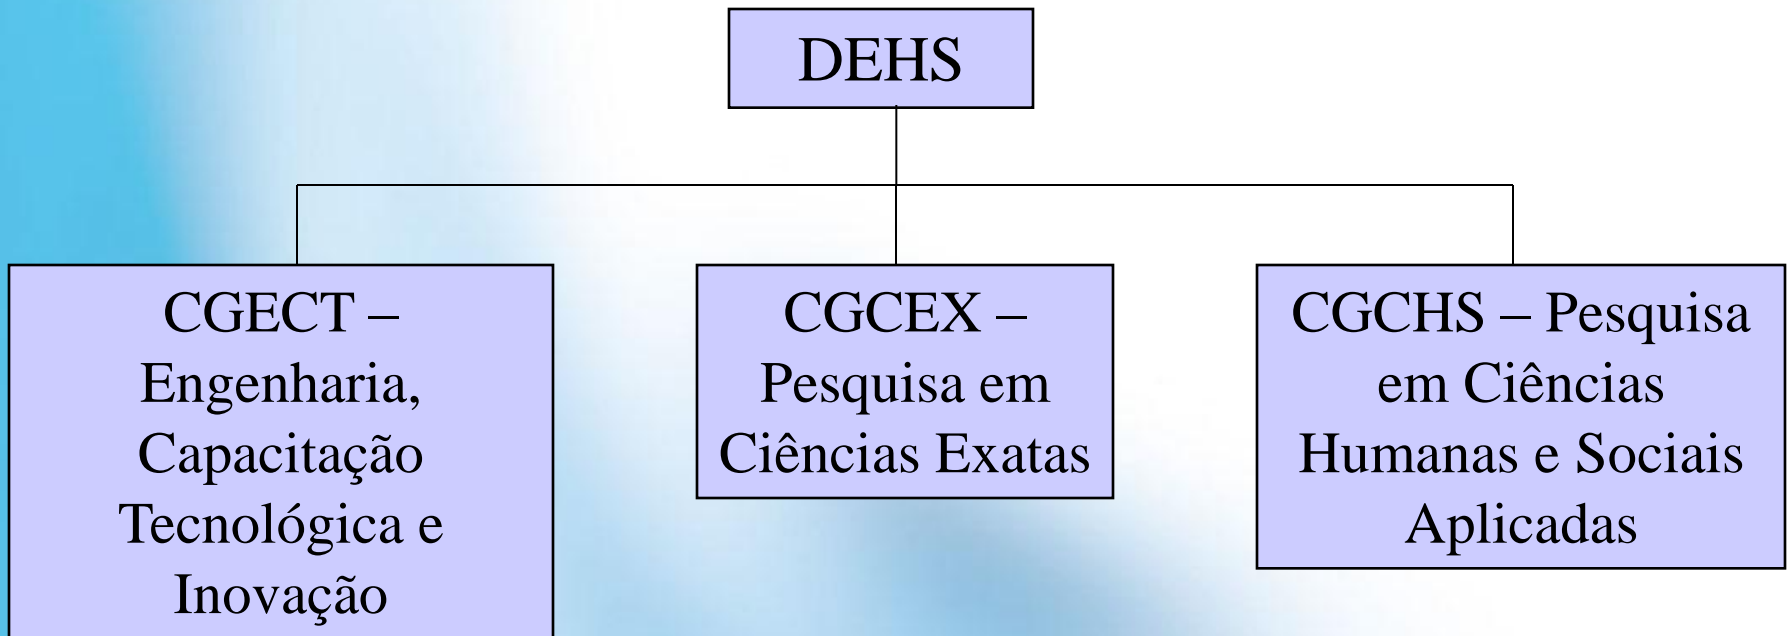 DEHS
CGECT –
Engenharia,
Capacitação
Tecnológica e
Inovação
CGCEX –
Pesquisa em
Ciências Exatas
CGCHS – Pesquisa
em Ciências
Humanas e Sociais
Aplicadas